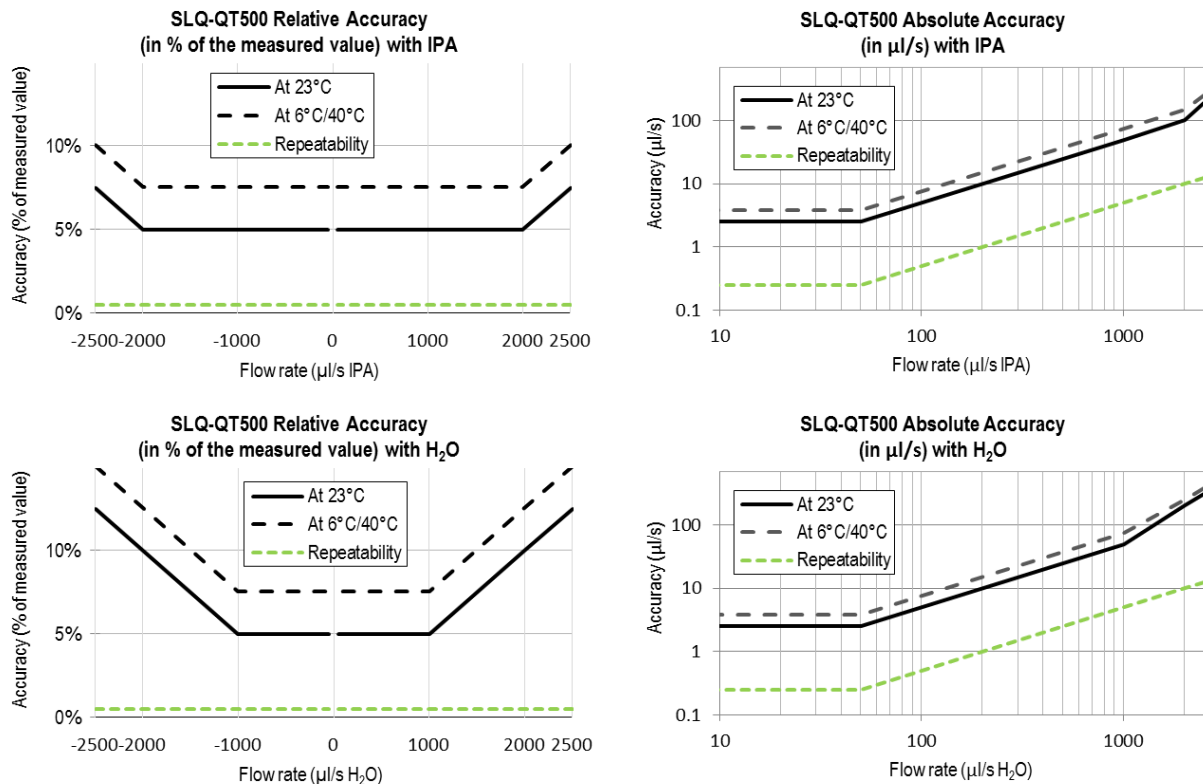 SLQ-QT500 Relative Accuracy
(in % of the measured value) with IPA
At 23°C
At 6°C/40°C
Repeatability
Accuracy (% of measured value)
10%
5%
0%
-2500-2000 -1000 0 1000 2000 2500
Flow rate (µl/s IPA)
SLQ-QT500 Absolute Accuracy
(in µl/s) with IPA
At 23°C
At 6°C/40°C
Repeatability
Accuracy (µl/s)
100
10
1
0.1
10 100 1000
Flow rate (µl/s IPA)
SLQ-QT500 Relative Accuracy
(in % of the measured value) with H₂O
At 23°C
At 6°C/40°C
Repeatability
Accuracy (% of measured value)
10%
5%
0%
-2500-2000 -1000 0 1000 2000 2500
Flow rate (µl/s H₂O)
SLQ-QT500 Absolute Accuracy
(in µl/s) with H₂O
At 23°C
At 6°C/40°C
Repeatability
Accuracy (µl/s)
100
10
1
0.1
10 100 1000
Flow rate (µl/s H₂O)